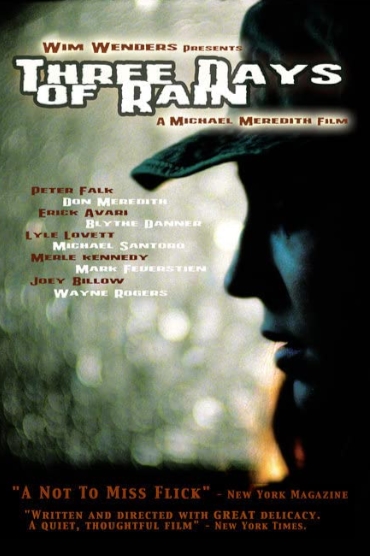 Wim Wenders Presents
Three Days
of Rain
A Michael Meredith Film
Peter Falk
Don Meredith
Erick Avari
Blythe Danner
Lyle Lovett
Michael Santoro
Merle Kennedy
Mark Feuerstien
Joey Billow
Wayne Rogers
"A Not To Miss Flick" - New York Magazine
"Written and directed with GREAT delicacy.
A quiet, thoughtful film" - New York Times.